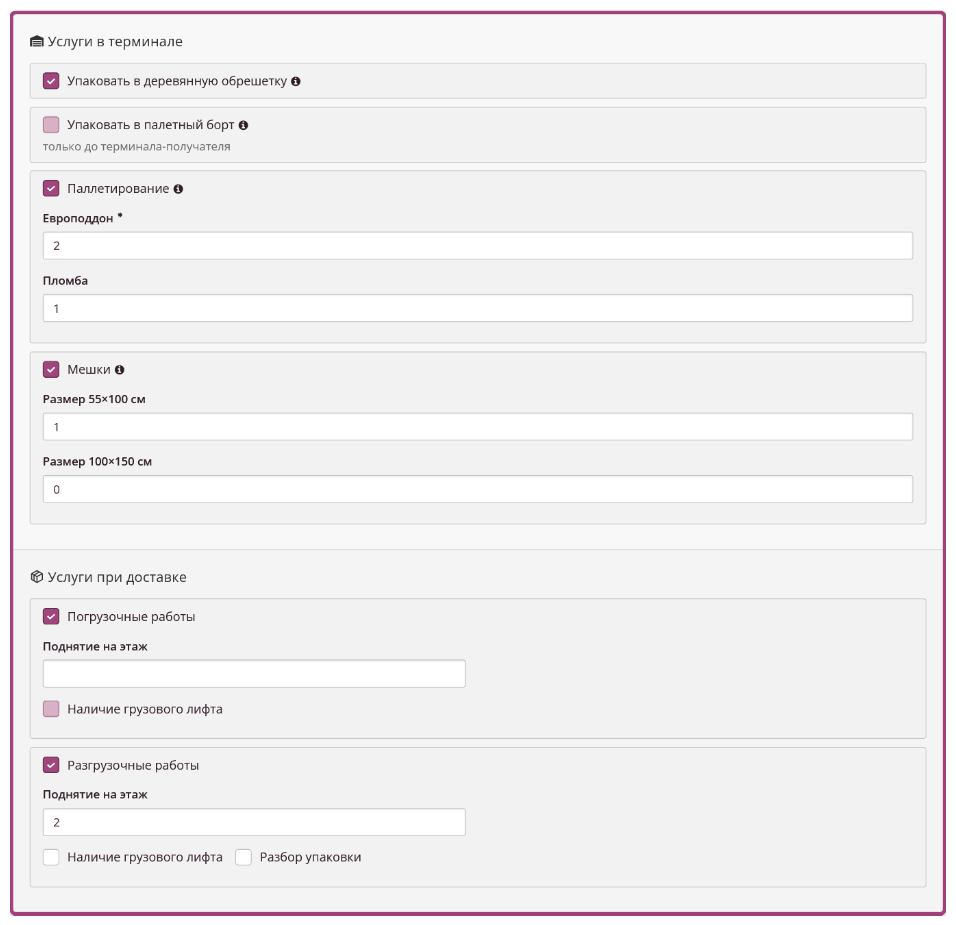 Услуги в терминале
Упаковать в деревянную обрешетку
Упаковать в палетный борт
только до терминала-получателя
Паллетирование
Европоддон *
2
Пломба
1
Мешки
Размер 55×100 см
1
Размер 100×150 см
0
Услуги при доставке
Погрузочные работы
Поднятие на этаж
Наличие грузового лифта
Разгрузочные работы
Поднятие на этаж
2
Наличие грузового лифта Разбор упаковки